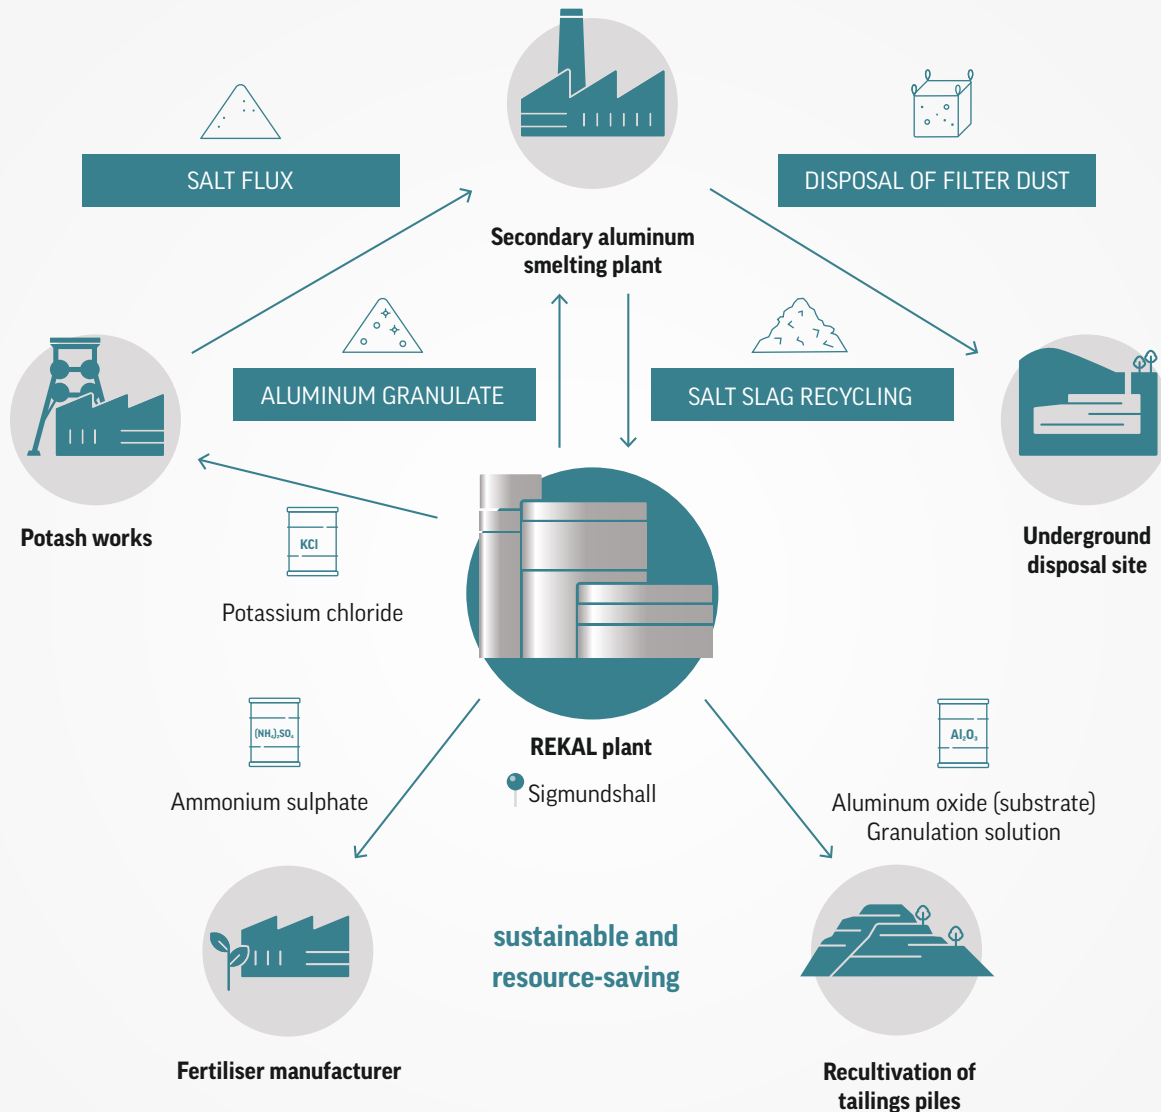 SALT FLUX
DISPOSAL OF FILTER DUST
Secondary aluminum
smelting plant
ALUMINUM GRANULATE
SALT SLAG RECYCLING
Potash works
KCl
Potassium chloride
Underground
disposal site
(NH₄)₂SO₄
Ammonium sulphate
REKAL plant
Sigmundshall
Al₂O₃
Aluminum oxide (substrate)
Granulation solution
sustainable and
resource-saving
Fertiliser manufacturer
Recultivation of
tailings piles